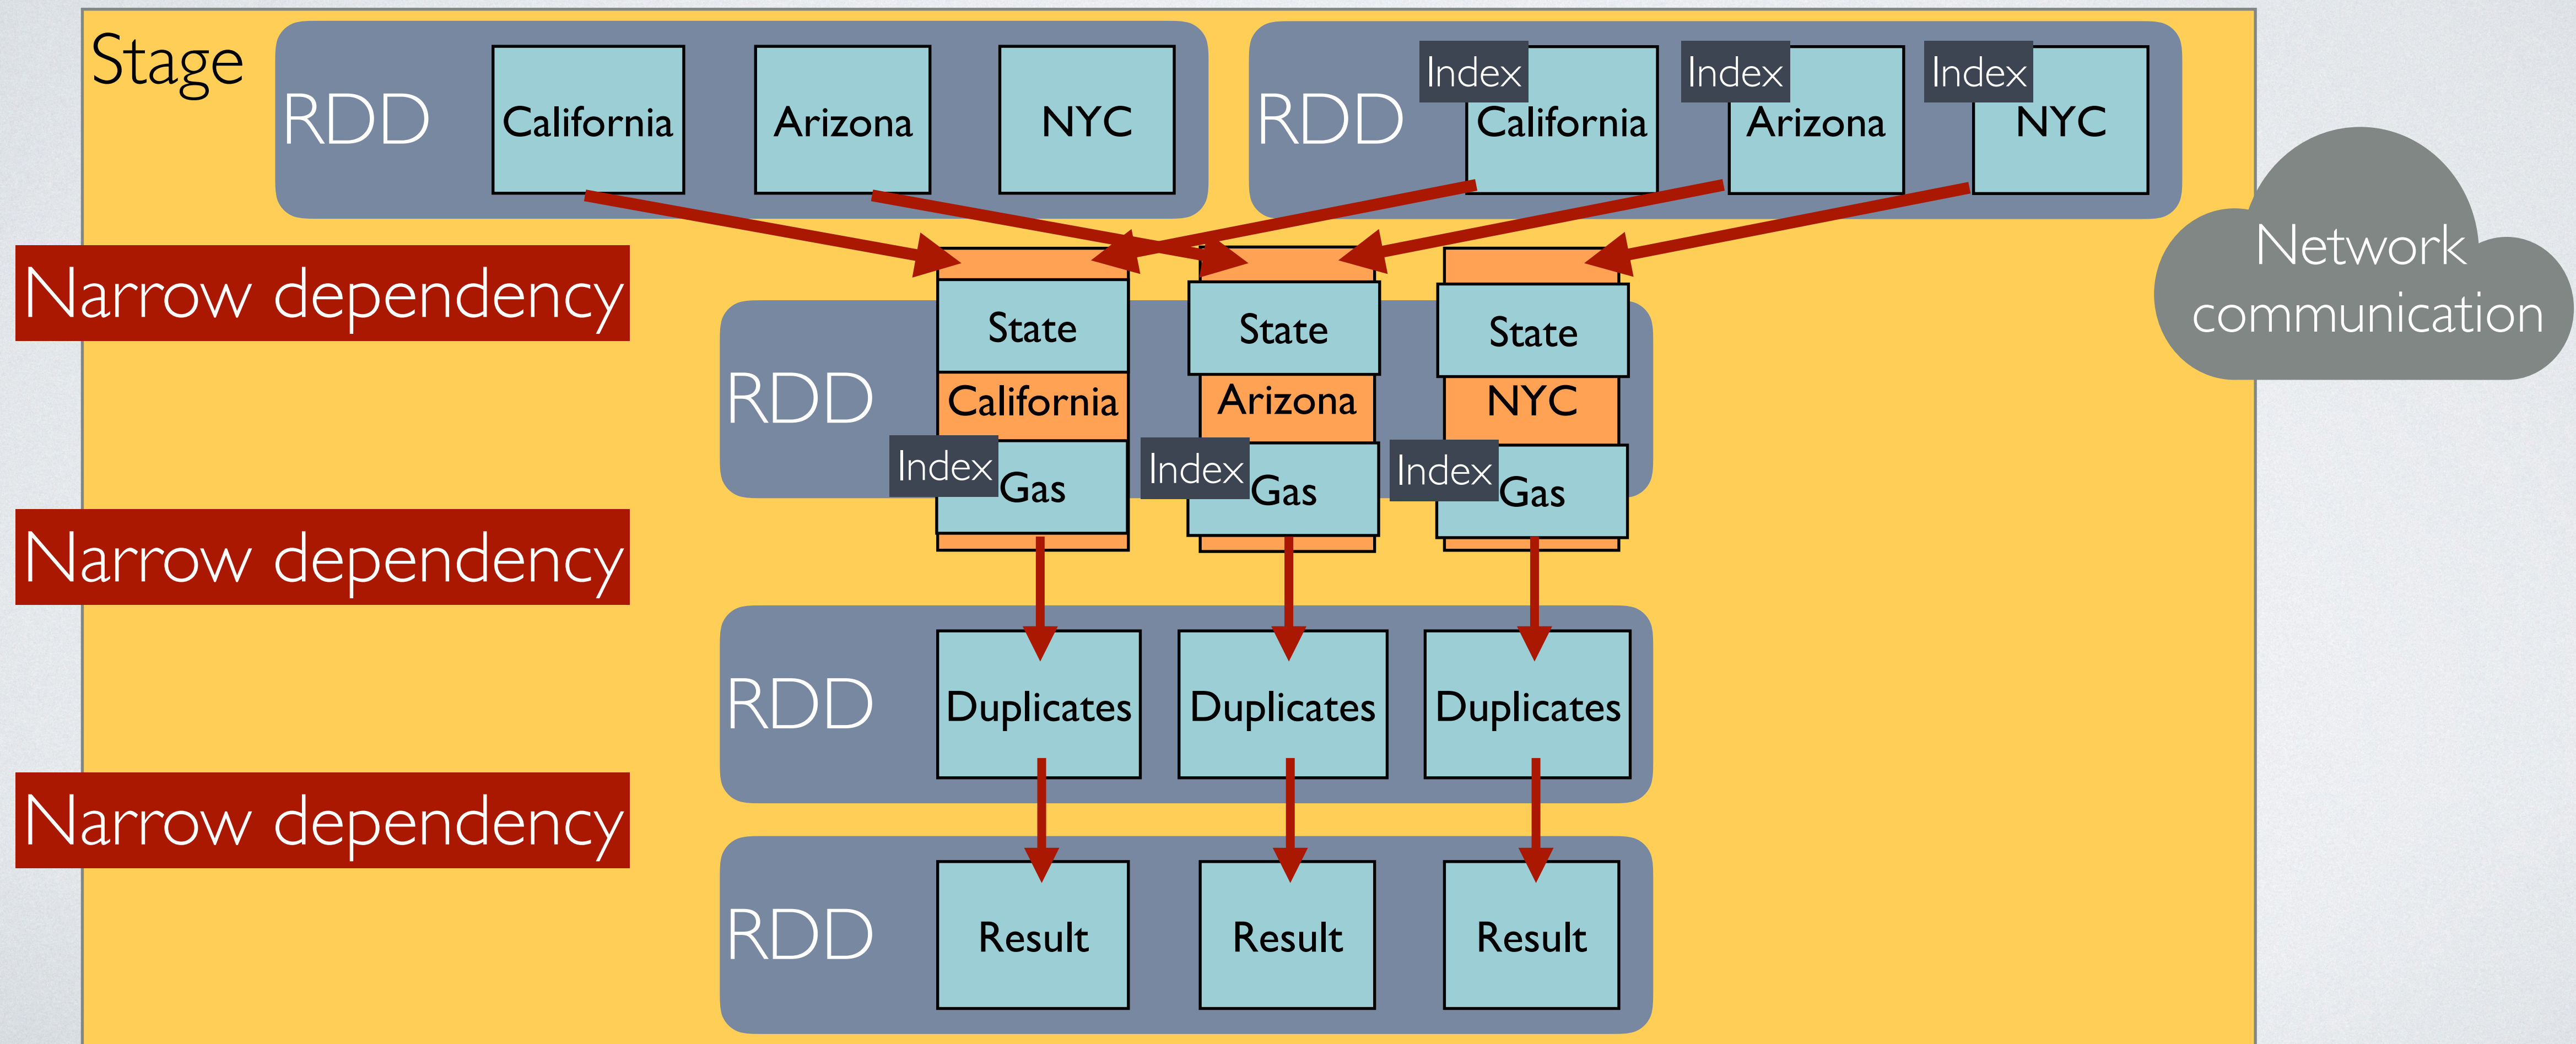 Stage
RDD
California
Arizona
NYC
RDD
Index
California
Index
Arizona
Index
NYC
Network
communication
Narrow dependency
RDD
State
California
Index
Gas
State
Arizona
Index
Gas
State
NYC
Index
Gas
Narrow dependency
RDD
Duplicates
Duplicates
Duplicates
Narrow dependency
RDD
Result
Result
Result